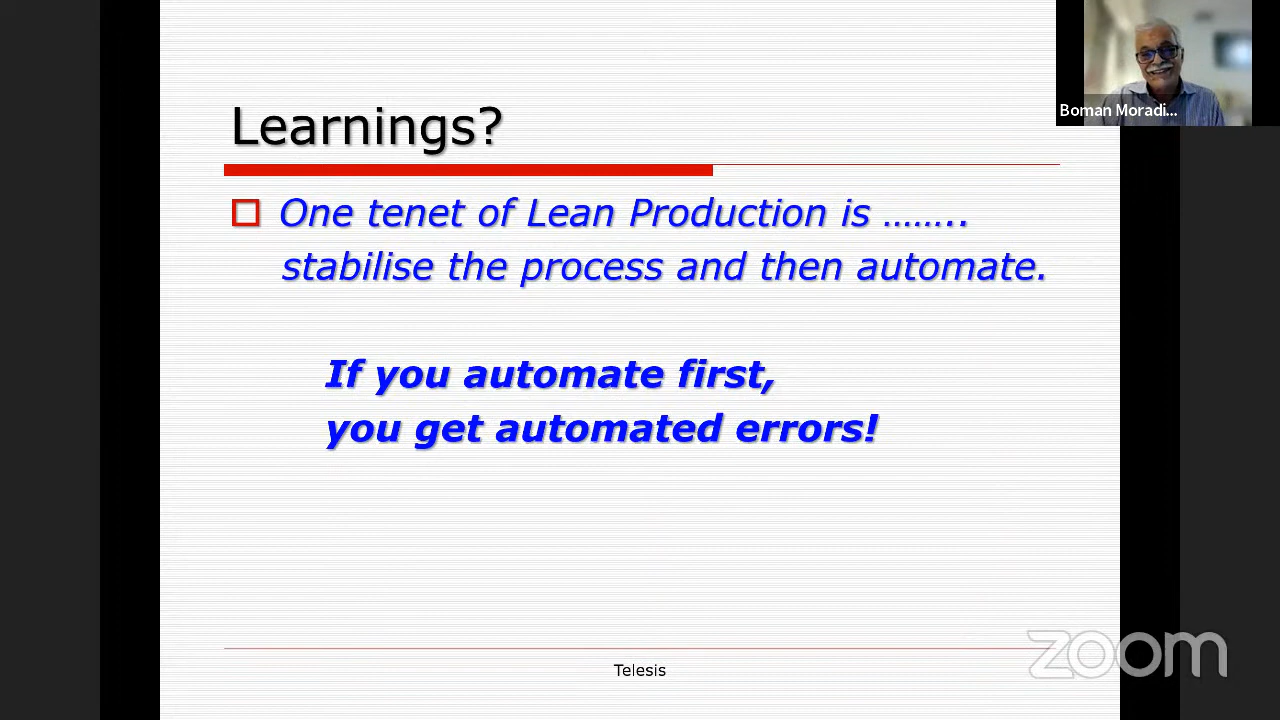 Boman Moradi...
Learnings?
One tenet of Lean Production is ……..
stabilise the process and then automate.
If you automate first,
you get automated errors!
Telesis
zoom